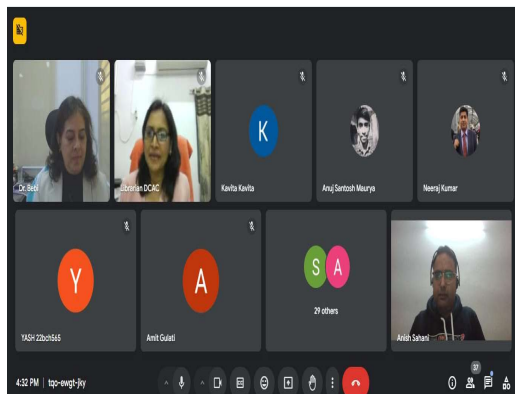 Dr. Bebi
Librarian DCAC
K
Kavita Kavita
Anuj Santosh Maurya
Neeraj Kumar
Y
YASH 22bch565
A
Amit Gulati
S A
29 others
Anish Sahani
37
4:32 PM | tqo-ewgt-jky